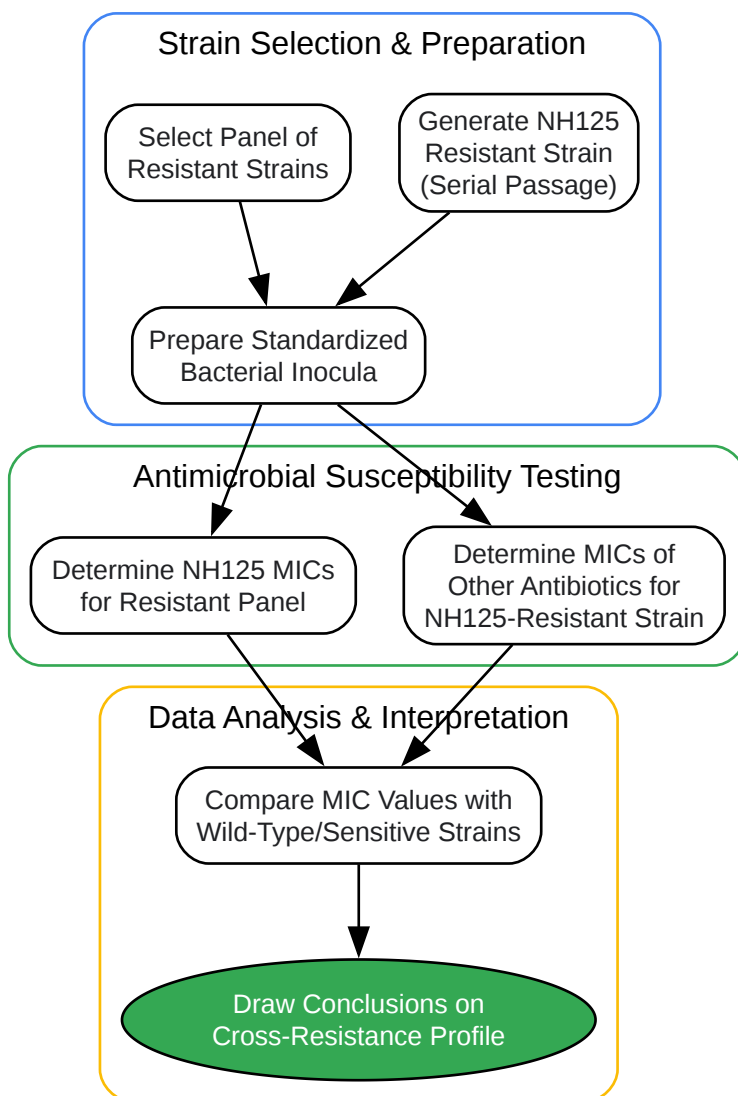 Strain Selection & Preparation
Select Panel of
Resistant Strains
Generate NH125
Resistant Strain
(Serial Passage)
Prepare Standardized
Bacterial Inocula
Antimicrobial Susceptibility Testing
Determine NH125 MICs
for Resistant Panel
Determine MICs of
Other Antibiotics for
NH125-Resistant Strain
Data Analysis & Interpretation
Compare MIC Values with
Wild-Type/Sensitive Strains
Draw Conclusions on
Cross-Resistance Profile